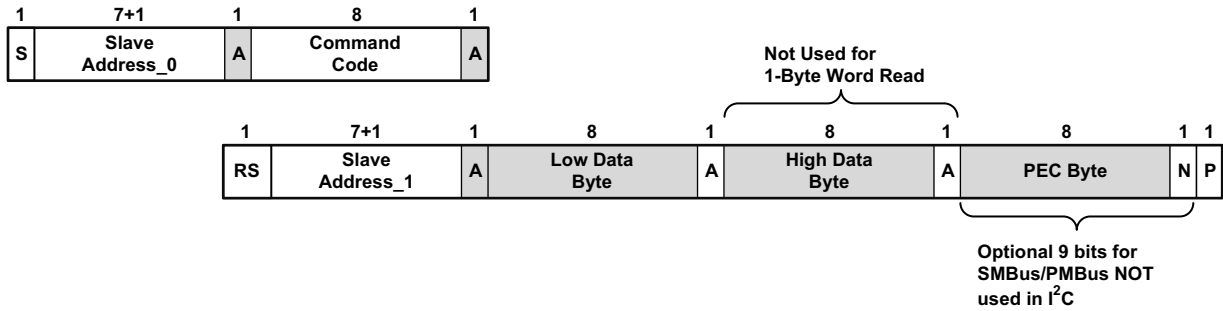 1 7+1 1 8 1
S Slave Address_0 A Command Code A
Not Used for
1-Byte Word Read
1 7+1 1 8 1 8 1 8 1 1
RS Slave Address_1 A Low Data Byte A High Data Byte A PEC Byte N P
Optional 9 bits for
SMBus/PMBus NOT
used in I²C